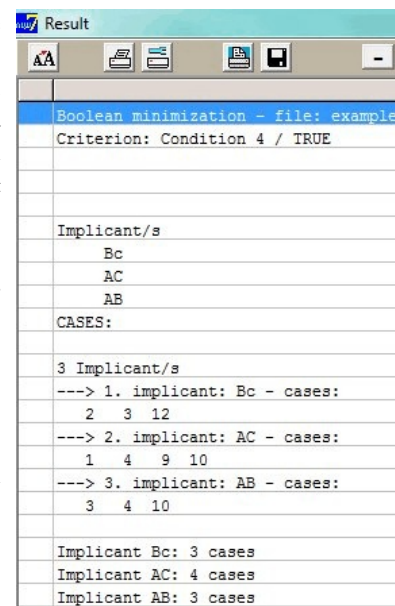 Result
Boolean minimization - file: example
Criterion: Condition 4 / TRUE
Implicant/s
Bc
AC
AB
CASES:
3 Implicant/s
---> 1. implicant: Bc - cases:
2 3 12
---> 2. implicant: AC - cases:
1 4 9 10
---> 3. implicant: AB - cases:
3 4 10
Implicant Bc: 3 cases
Implicant AC: 4 cases
Implicant AB: 3 cases